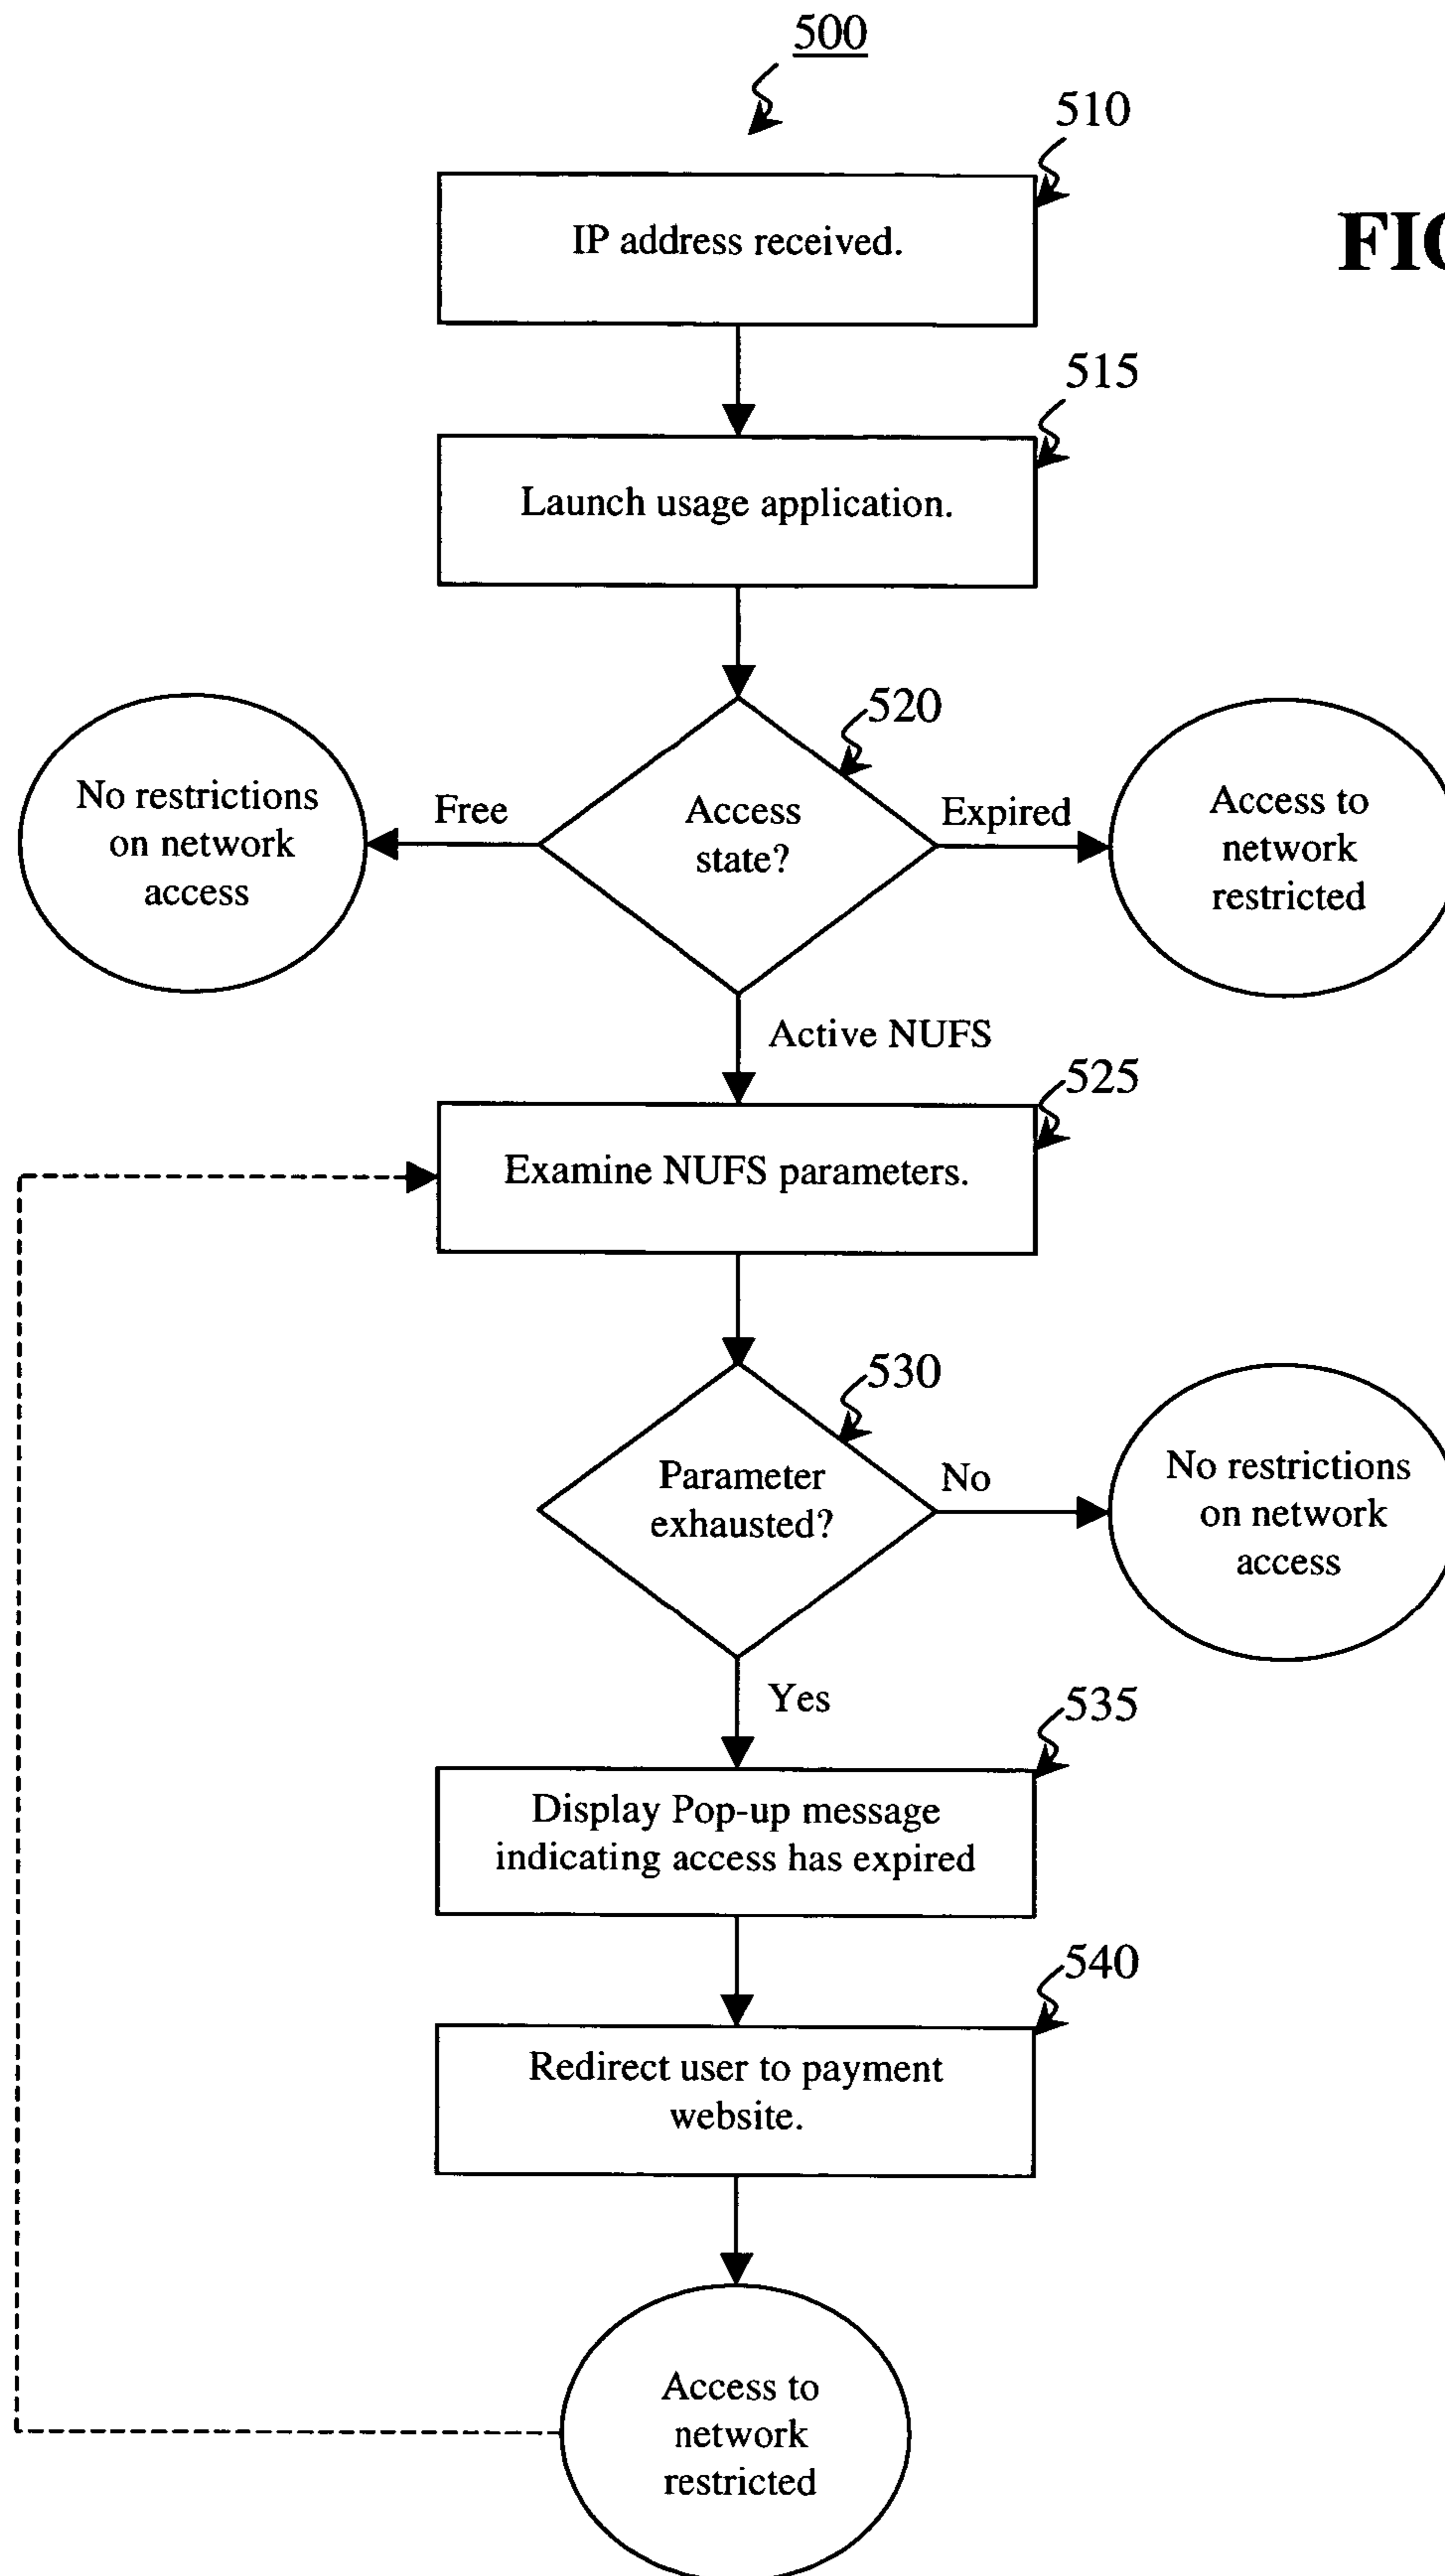 500
510
IP address received.
FIG
515
Launch usage application.
520
No restrictions
on network
access
Free
Access
state?
Expired
Access to
network
restricted
Active NUFS
525
Examine NUFS parameters.
530
Parameter
exhausted?
No
No restrictions
on network
access
Yes
535
Display Pop-up message
indicating access has expired
540
Redirect user to payment
website.
Access to
network
restricted